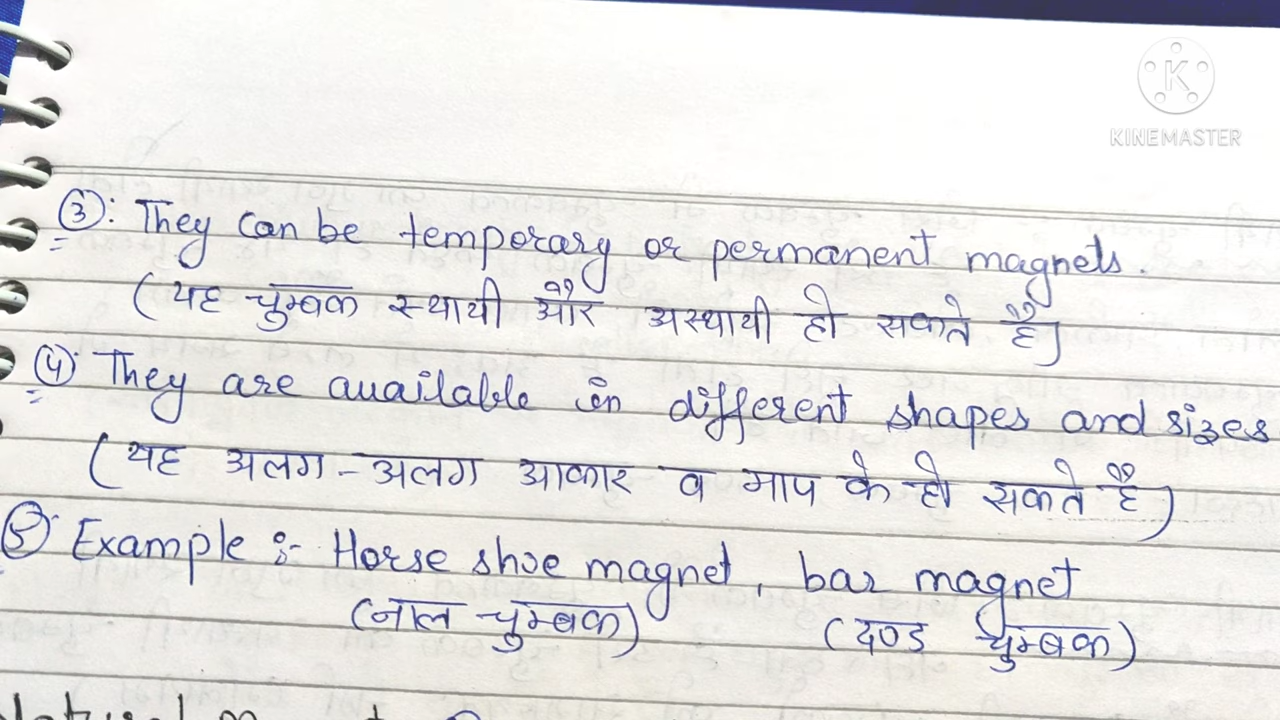 KINEMASTER
③: They can be temporary or permanent magnets.
(यह चुम्बक स्थायी और अस्थायी हो सकते हैं)
④ They are available in different shapes and sizes
(यह अलग-अलग आकार व माप के हो सकते हैं)
⑤ Example :- Horse shoe magnet, bar magnet
(नाल चुम्बक) (दण्ड चुम्बक)